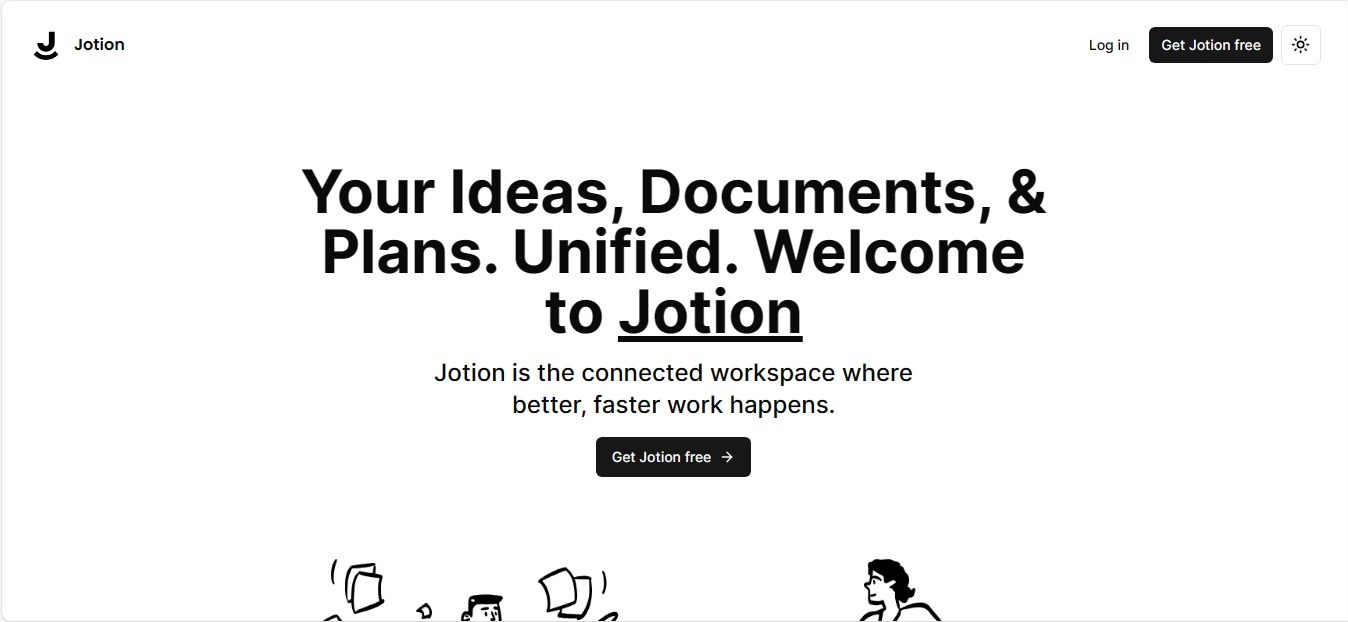 Jotion
Log in
Get Jotion free
Your Ideas, Documents, &
Plans. Unified. Welcome
to Jotion
Jotion is the connected workspace where
better, faster work happens.
Get Jotion free